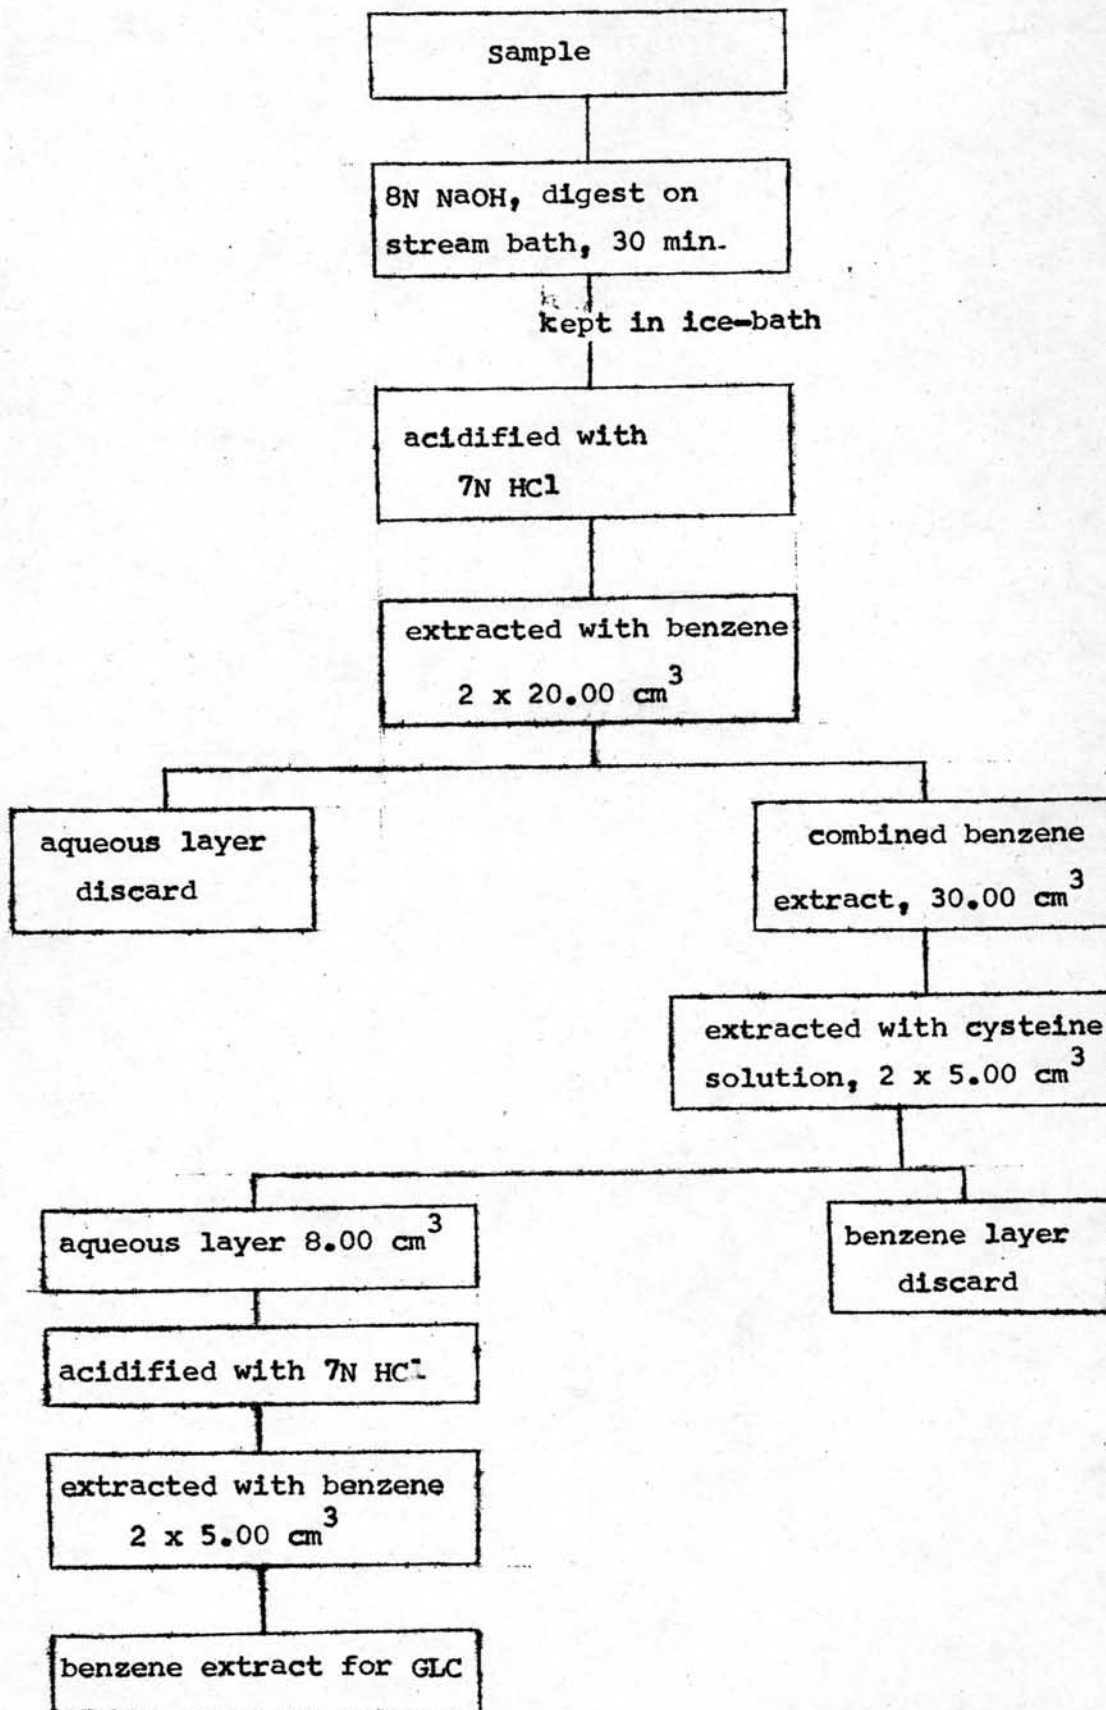 sample
8N NaOH, digest on
stream bath, 30 min.
kept in ice-bath
acidified with
7N HCl
extracted with benzene
2 x 20.00 cm³
aqueous layer
discard
combined benzene
extract, 30.00 cm³
extracted with cysteine
solution, 2 x 5.00 cm³
aqueous layer 8.00 cm³
benzene layer
discard
acidified with 7N HCl
extracted with benzene
2 x 5.00 cm³
benzene extract for GLC